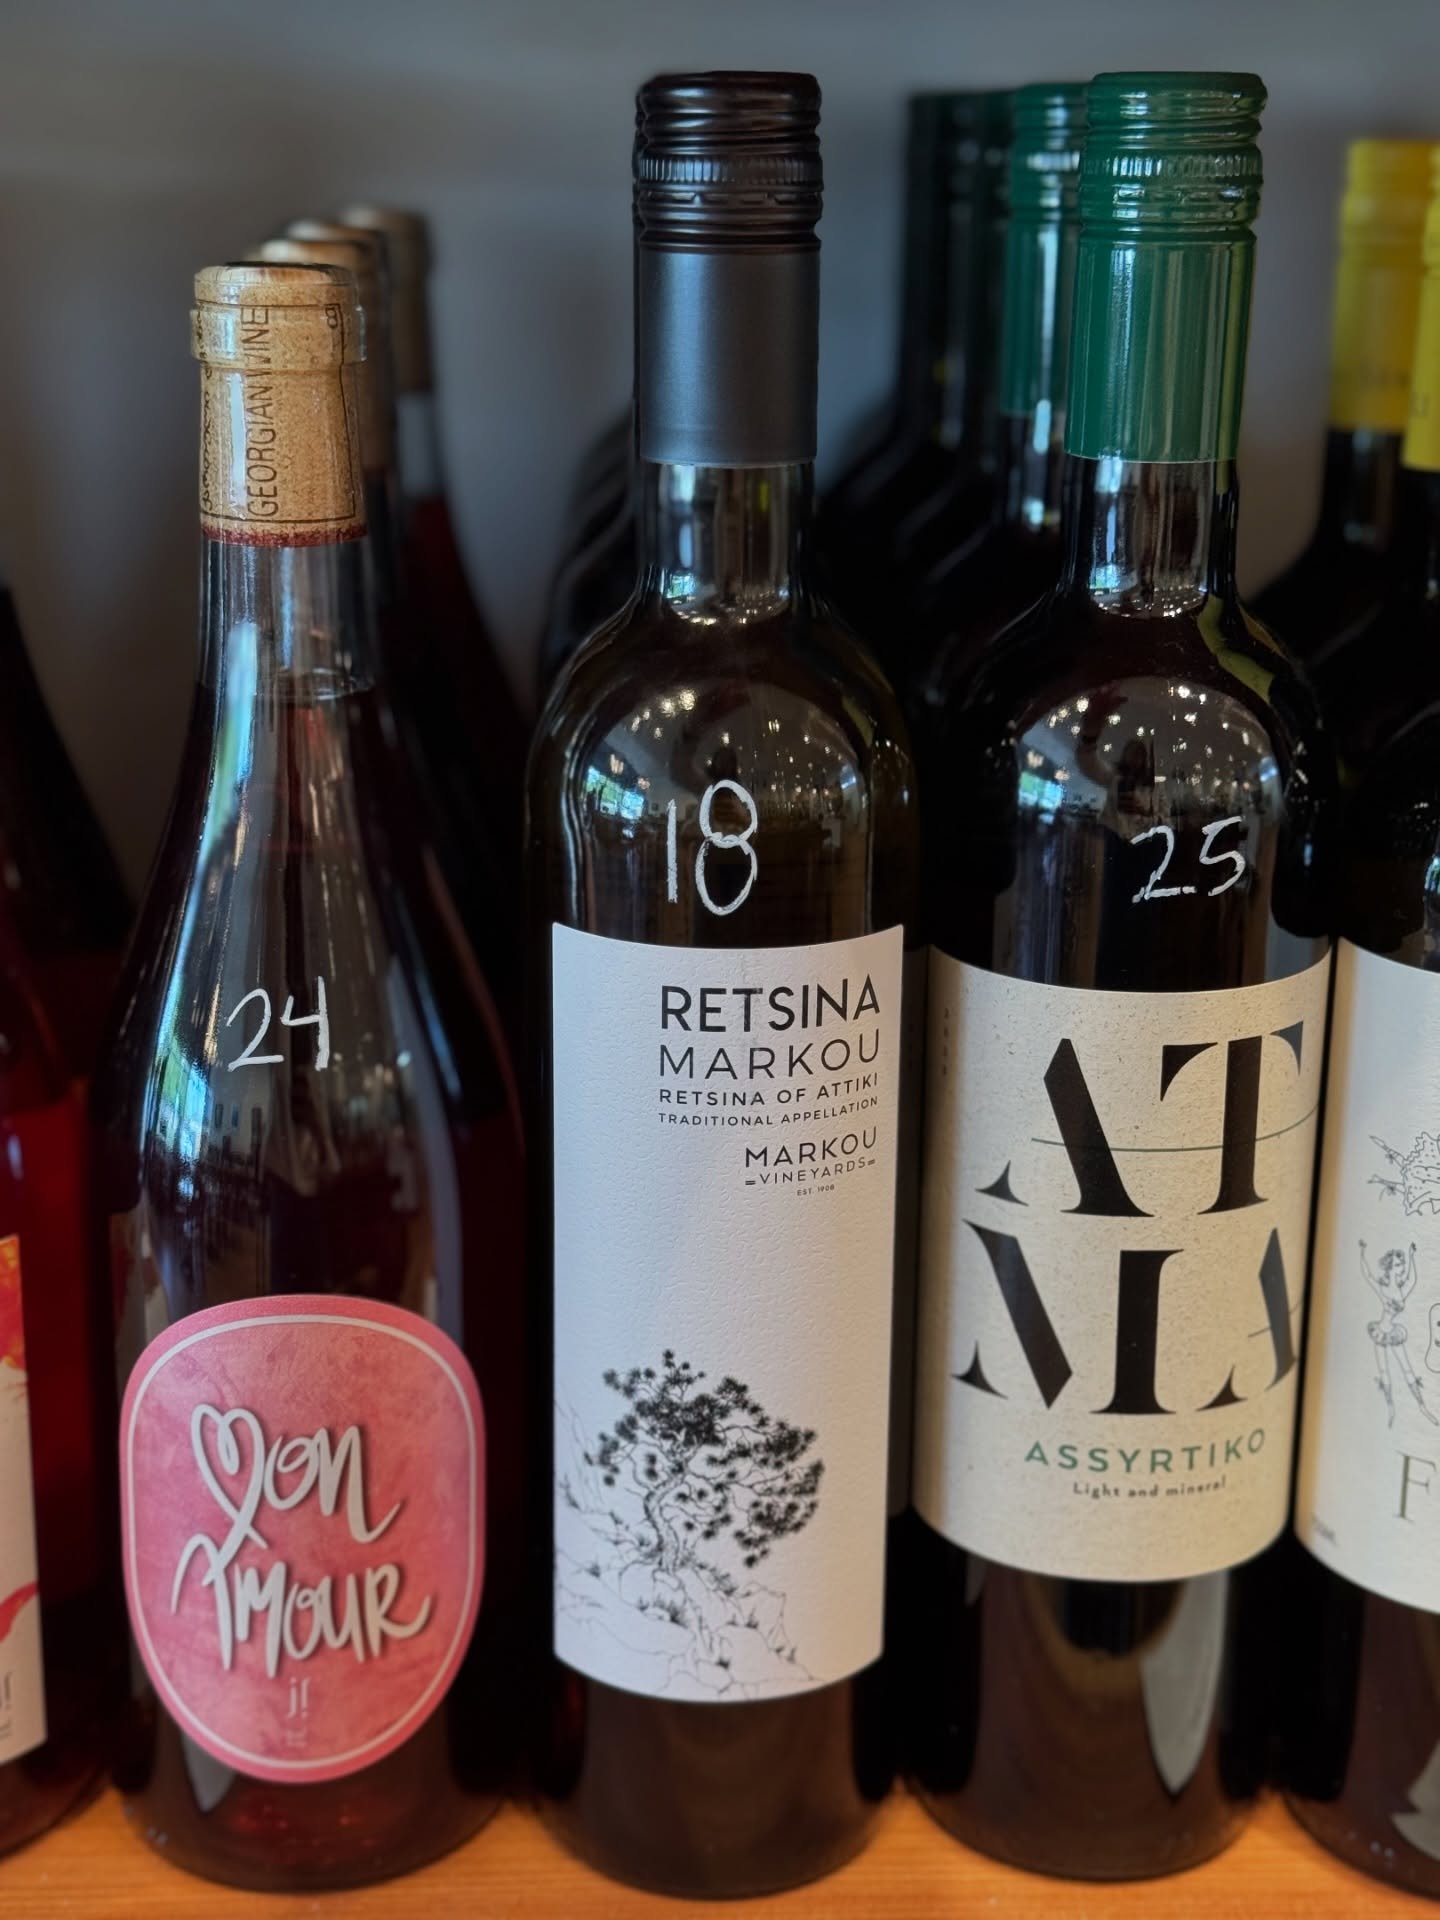 GEORGIAN WINE
24
Mon
Amour
18
RETSINA
MARKOU
RETSINA OF ATTIKI
TRADITIONAL APPELLATION
MARKOU
=VINEYARDS=
EST. 1908
25
AT
MA
ASSYRTIKO
Light and mineral
F